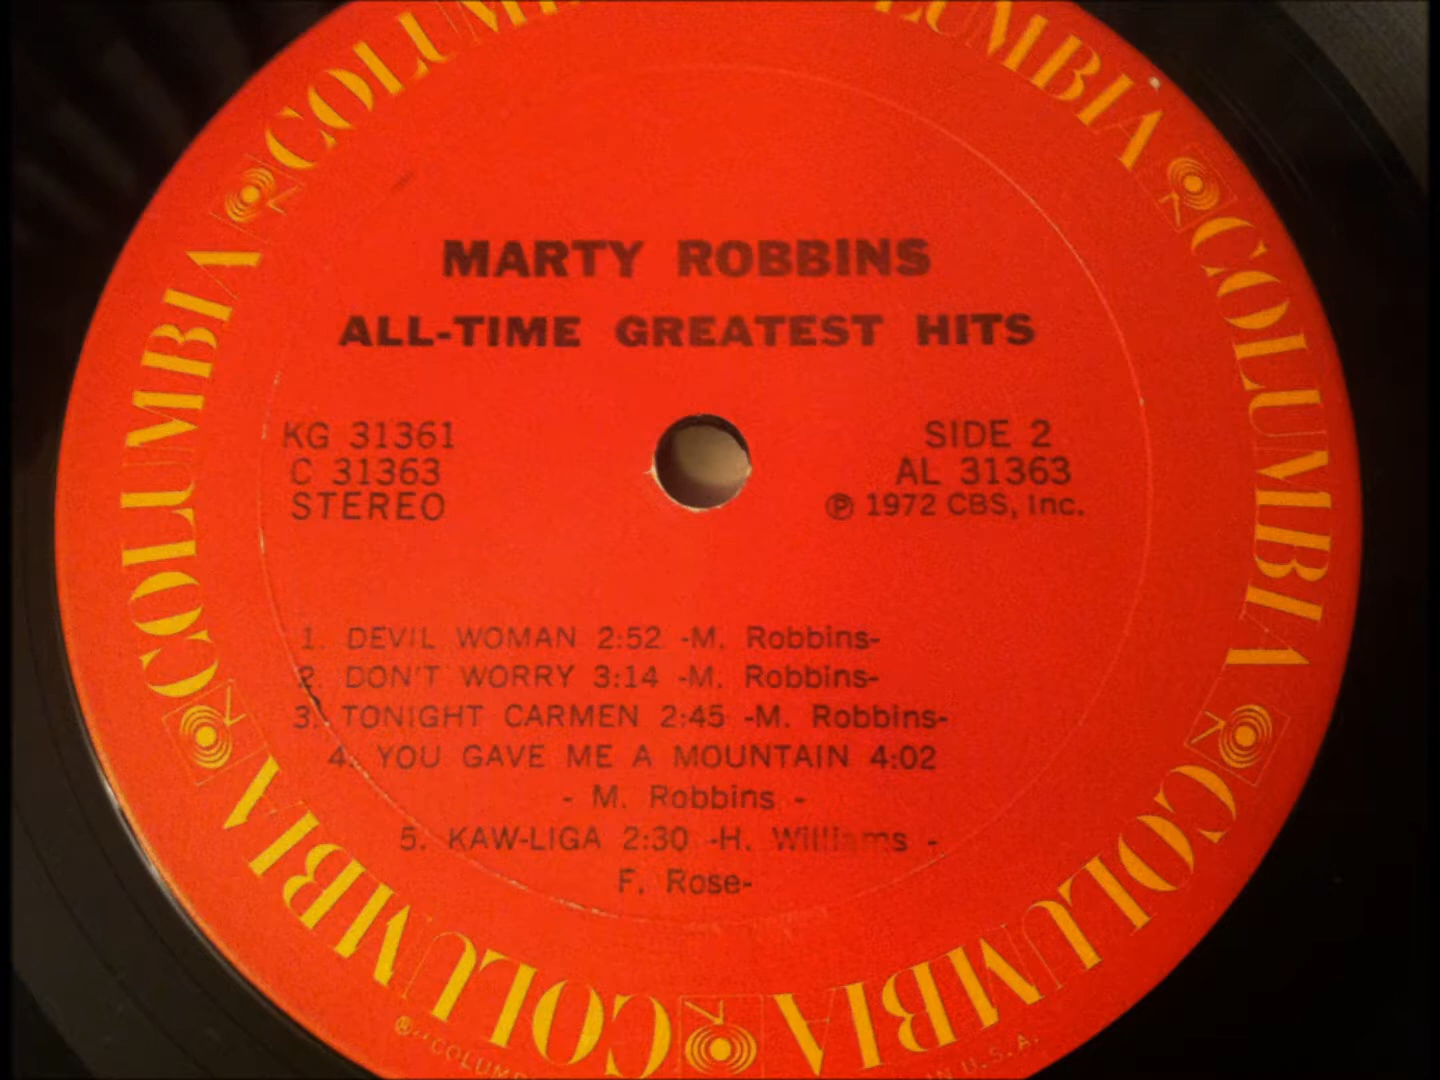 MARTY ROBBINS
ALL-TIME GREATEST HITS
KG 31361
C 31363
STEREO
SIDE 2
AL 31363
℗ 1972 CBS, Inc.
1. DEVIL WOMAN 2:52 -M. Robbins-
2. DON'T WORRY 3:14 -M. Robbins-
3. TONIGHT CARMEN 2:45 -M. Robbins-
4. YOU GAVE ME A MOUNTAIN 4:02
- M. Robbins -
5. KAW-LIGA 2:30 -H. Williams -
F. Rose-
COLUMBIA
COLUMBIA
COLUMBIA
COLUMBIA
COLUMBIA
COLUMBIA
IN U.S.A.